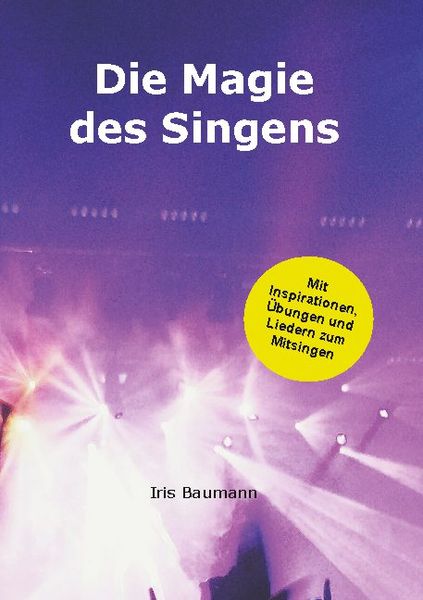 Die Magie
des Singens
Mit
Inspirationen,
Übungen und
Liedern zum
Mitsingen
Iris Baumann